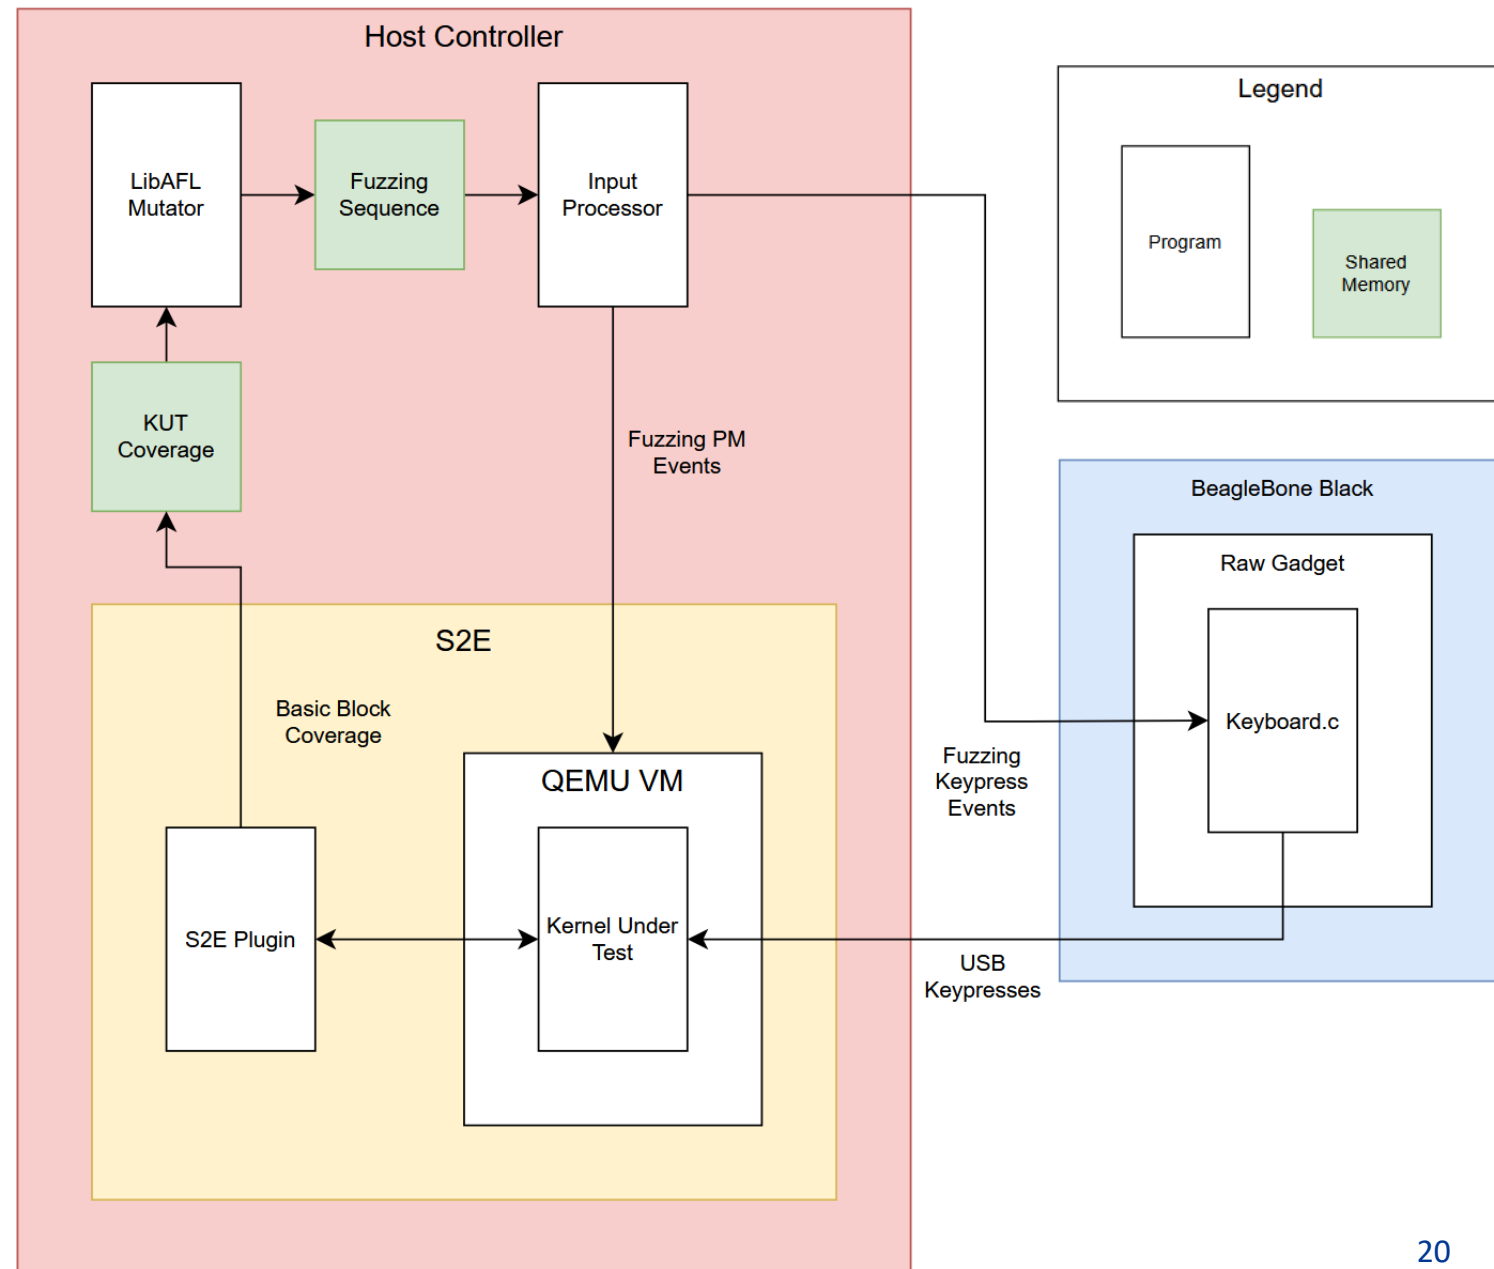 Host Controller
LibAFL
Mutator
Fuzzing
Sequence
Input
Processor
Legend
Program
Shared
Memory
KUT
Coverage
Fuzzing PM
Events
BeagleBone Black
Raw Gadget
Keyboard.c
S2E
Basic Block
Coverage
QEMU VM
Fuzzing
Keypress
Events
S2E Plugin
Kernel Under
Test
USB
Keypresses
20